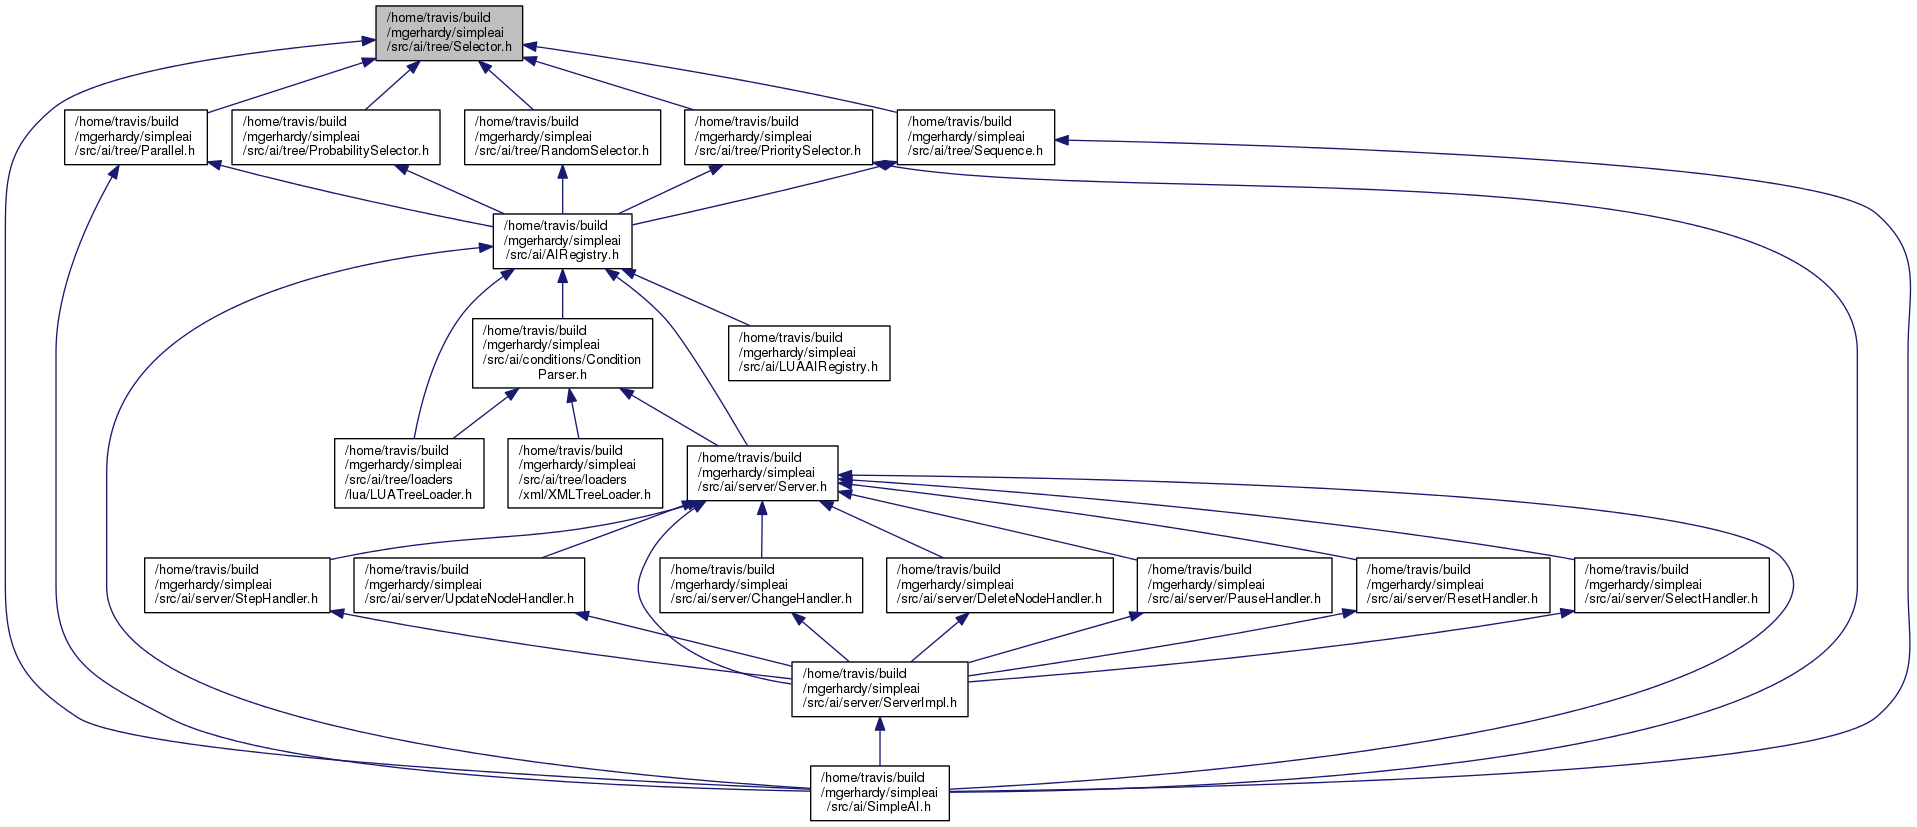 /home/travis/build
/mgerhardy/simpleai
/src/ai/tree/Selector.h
/home/travis/build
/mgerhardy/simpleai
/src/ai/tree/Parallel.h
/home/travis/build
/mgerhardy/simpleai
/src/ai/tree/ProbabilitySelector.h
/home/travis/build
/mgerhardy/simpleai
/src/ai/tree/RandomSelector.h
/home/travis/build
/mgerhardy/simpleai
/src/ai/tree/PrioritySelector.h
/home/travis/build
/mgerhardy/simpleai
/src/ai/tree/Sequence.h
/home/travis/build
/mgerhardy/simpleai
/src/ai/AIRegistry.h
/home/travis/build
/mgerhardy/simpleai
/src/ai/conditions/Condition
Parser.h
/home/travis/build
/mgerhardy/simpleai
/src/ai/LUAAIRegistry.h
/home/travis/build
/mgerhardy/simpleai
/src/ai/tree/loaders
/lua/LUATreeLoader.h
/home/travis/build
/mgerhardy/simpleai
/src/ai/tree/loaders
/xml/XMLTreeLoader.h
/home/travis/build
/mgerhardy/simpleai
/src/ai/server/Server.h
/home/travis/build
/mgerhardy/simpleai
/src/ai/server/StepHandler.h
/home/travis/build
/mgerhardy/simpleai
/src/ai/server/UpdateNodeHandler.h
/home/travis/build
/mgerhardy/simpleai
/src/ai/server/ChangeHandler.h
/home/travis/build
/mgerhardy/simpleai
/src/ai/server/DeleteNodeHandler.h
/home/travis/build
/mgerhardy/simpleai
/src/ai/server/PauseHandler.h
/home/travis/build
/mgerhardy/simpleai
/src/ai/server/ResetHandler.h
/home/travis/build
/mgerhardy/simpleai
/src/ai/server/SelectHandler.h
/home/travis/build
/mgerhardy/simpleai
/src/ai/server/ServerImpl.h
/home/travis/build
/mgerhardy/simpleai
/src/ai/SimpleAI.h